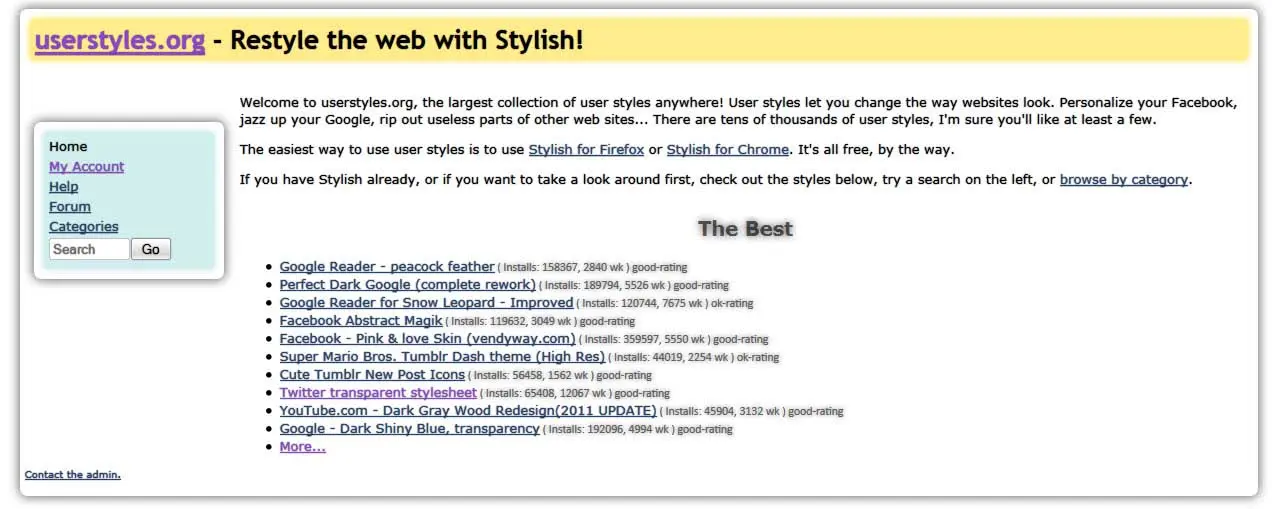 userstyles.org - Restyle the web with Stylish!
Welcome to userstyles.org, the largest collection of user styles anywhere! User styles let you change the way websites look. Personalize your Facebook,
jazz up your Google, rip out useless parts of other web sites... There are tens of thousands of user styles, I'm sure you'll like at least a few.
The easiest way to use user styles is to use Stylish for Firefox or Stylish for Chrome. It's all free, by the way.
If you have Stylish already, or if you want to take a look around first, check out the styles below, try a search on the left, or browse by category.
Home
My Account
Help
Forum
Categories
Search Go
The Best
Google Reader - peacock feather ( Installs: 158367, 2840 wk ) good-rating
Perfect Dark Google (complete rework) ( Installs: 189794, 5526 wk ) good-rating
Google Reader for Snow Leopard - Improved ( Installs: 120744, 7675 wk ) ok-rating
Facebook Abstract Magik ( Installs: 119632, 3049 wk ) good-rating
Facebook - Pink & love Skin (vendyway.com) ( Installs: 359597, 5550 wk ) good-rating
Super Mario Bros. Tumblr Dash theme (High Res) ( Installs: 44019, 2254 wk ) ok-rating
Cute Tumblr New Post Icons ( Installs: 56458, 1562 wk ) good-rating
Twitter transparent stylesheet ( Installs: 65408, 12067 wk ) good-rating
YouTube.com - Dark Gray Wood Redesign(2011 UPDATE) ( Installs: 45904, 3132 wk ) good-rating
Google - Dark Shiny Blue, transparency ( Installs: 192096, 4994 wk ) good-rating
More...
Contact the admin.